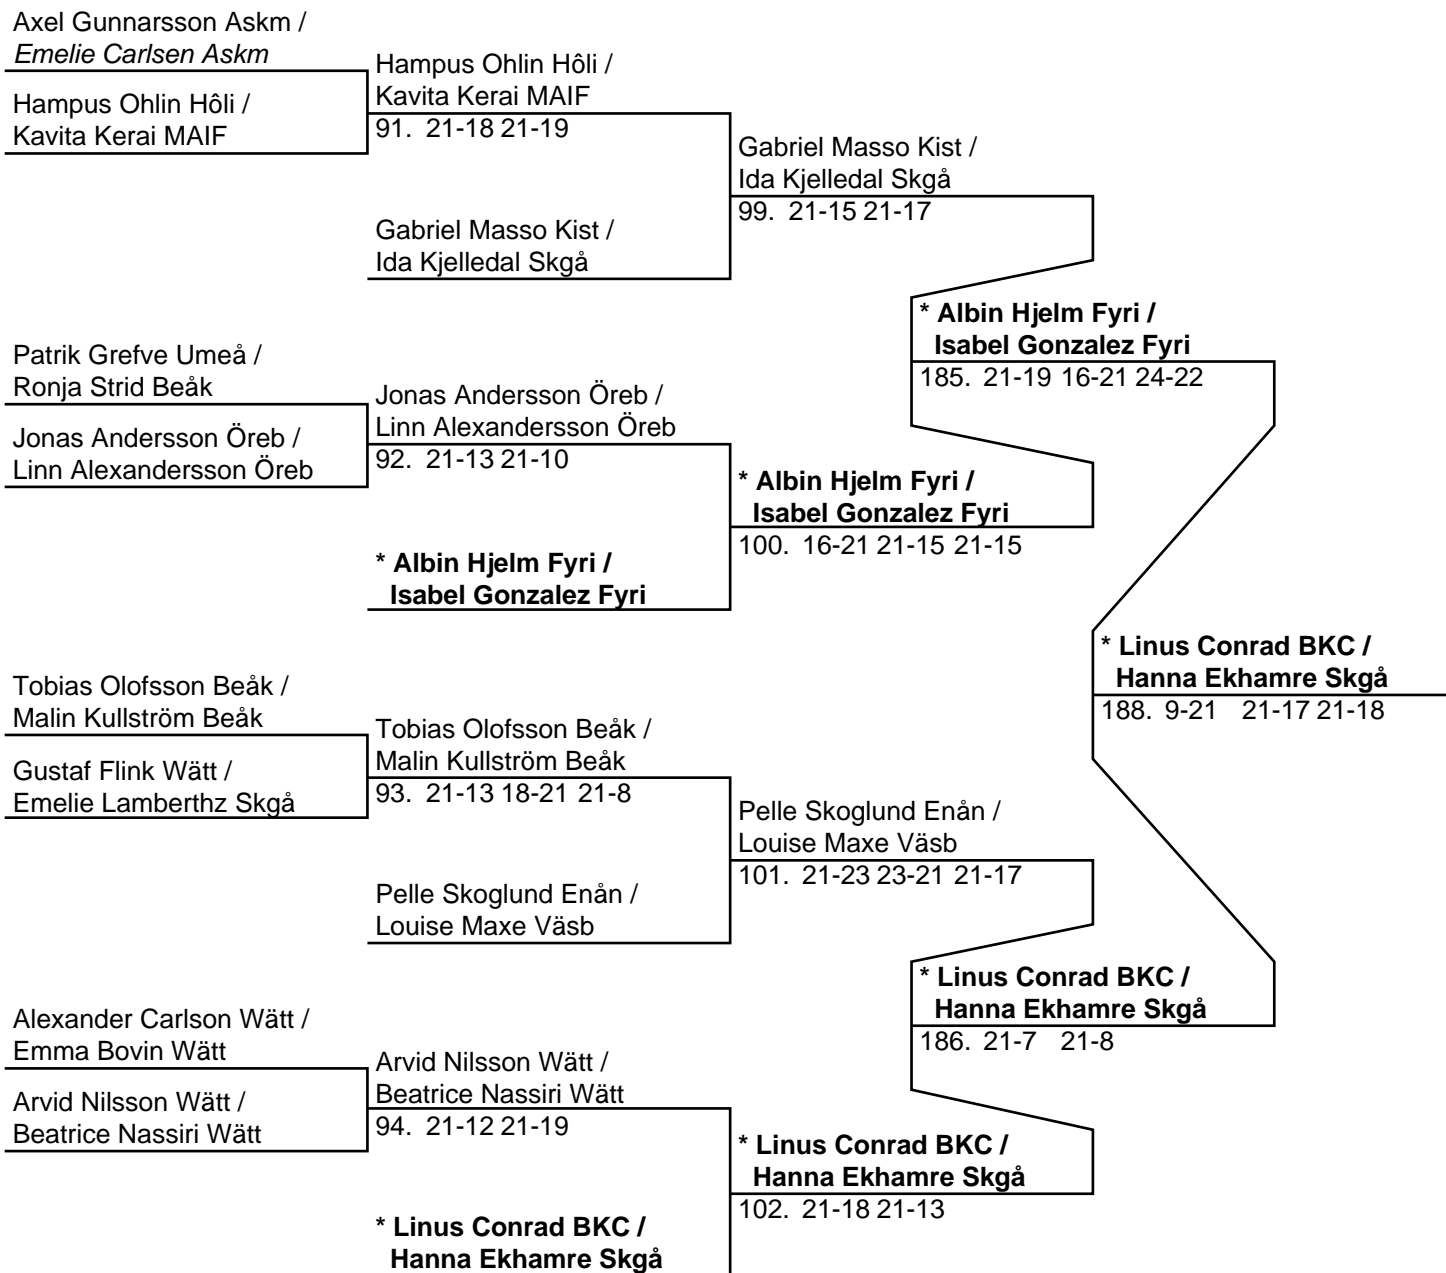 Axel Gunnarsson Askm /
Emelie Carlsen Askm
Hampus Ohlin Hôli /
Kavita Kerai MAIF
Hampus Ohlin Hôli /
Kavita Kerai MAIF
91. 21-18 21-19
Gabriel Masso Kist /
Ida Kjelledal Skgå
Gabriel Masso Kist /
Ida Kjelledal Skgå
99. 21-15 21-17
Patrik Grefve Umeå /
Ronja Strid Beåk
Jonas Andersson Öreb /
Linn Alexandersson Öreb
Jonas Andersson Öreb /
Linn Alexandersson Öreb
92. 21-13 21-10
* Albin Hjelm Fyri /
Isabel Gonzalez Fyri
* Albin Hjelm Fyri /
Isabel Gonzalez Fyri
100. 16-21 21-15 21-15
* Albin Hjelm Fyri /
Isabel Gonzalez Fyri
185. 21-19 16-21 24-22
Tobias Olofsson Beåk /
Malin Kullström Beåk
Gustaf Flink Wätt /
Emelie Lamberthz Skgå
Tobias Olofsson Beåk /
Malin Kullström Beåk
93. 21-13 18-21 21-8
Pelle Skoglund Enån /
Louise Maxe Väsb
Pelle Skoglund Enån /
Louise Maxe Väsb
101. 21-23 23-21 21-17
Alexander Carlson Wätt /
Emma Bovin Wätt
Arvid Nilsson Wätt /
Beatrice Nassiri Wätt
Arvid Nilsson Wätt /
Beatrice Nassiri Wätt
94. 21-12 21-19
* Linus Conrad BKC /
Hanna Ekhamre Skgå
* Linus Conrad BKC /
Hanna Ekhamre Skgå
102. 21-18 21-13
* Linus Conrad BKC /
Hanna Ekhamre Skgå
186. 21-7 21-8
* Linus Conrad BKC /
Hanna Ekhamre Skgå
188. 9-21 21-17 21-18